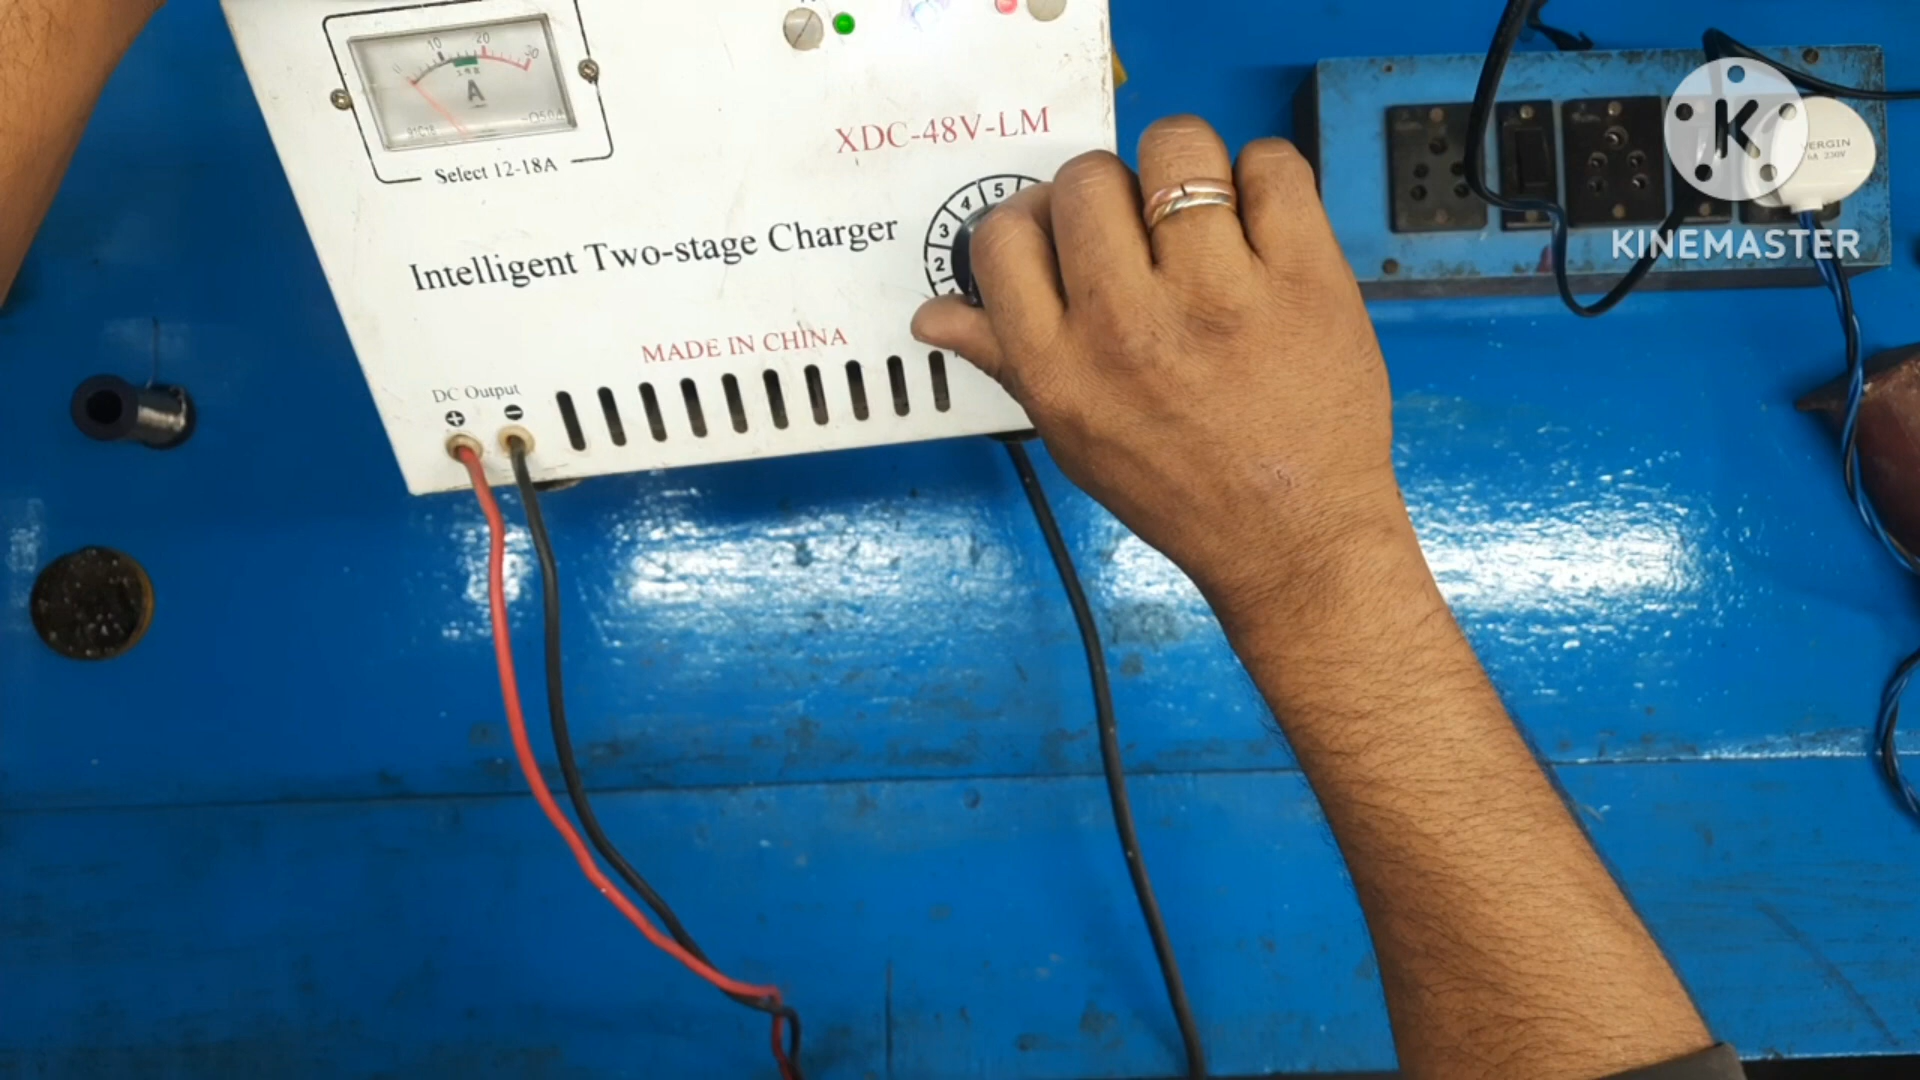 10 20 30
A
Select 12-18A
XDC-48V-LM
2 3 4 5
Intelligent Two-stage Charger
MADE IN CHINA
DC Output
+ −
K
KINEMASTER